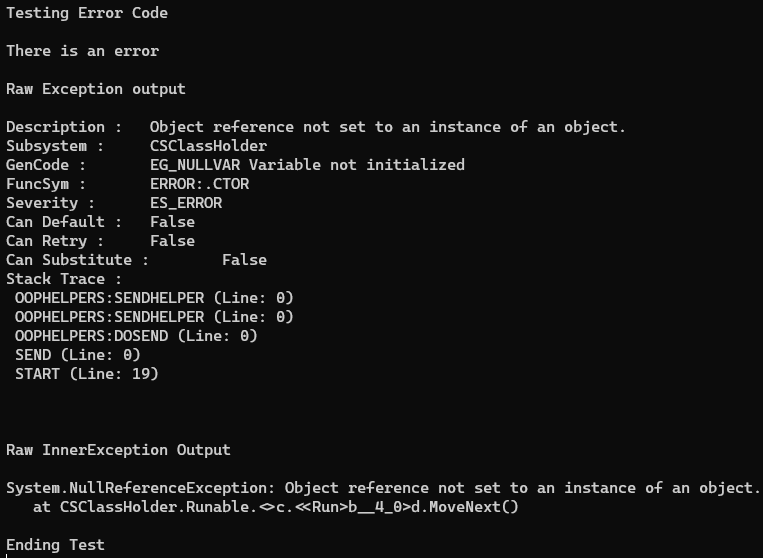 Testing Error Code
There is an error
Raw Exception output
Description :   Object reference not set to an instance of an object.
Subsystem :     CSClassHolder
GenCode :       EG_NULLVAR Variable not initialized
FuncSym :       ERROR:.CTOR
Severity :      ES_ERROR
Can Default :   False
Can Retry :     False
Can Substitute :        False
Stack Trace :
 OOPHELPERS:SENDHELPER (Line: 0)
 OOPHELPERS:SENDHELPER (Line: 0)
 OOPHELPERS:DOSEND (Line: 0)
 SEND (Line: 0)
 START (Line: 19)
Raw InnerException Output
System.NullReferenceException: Object reference not set to an instance of an object.
   at CSClassHolder.Runable.<>c.<<Run>b__4_0>d.MoveNext()
Ending Test